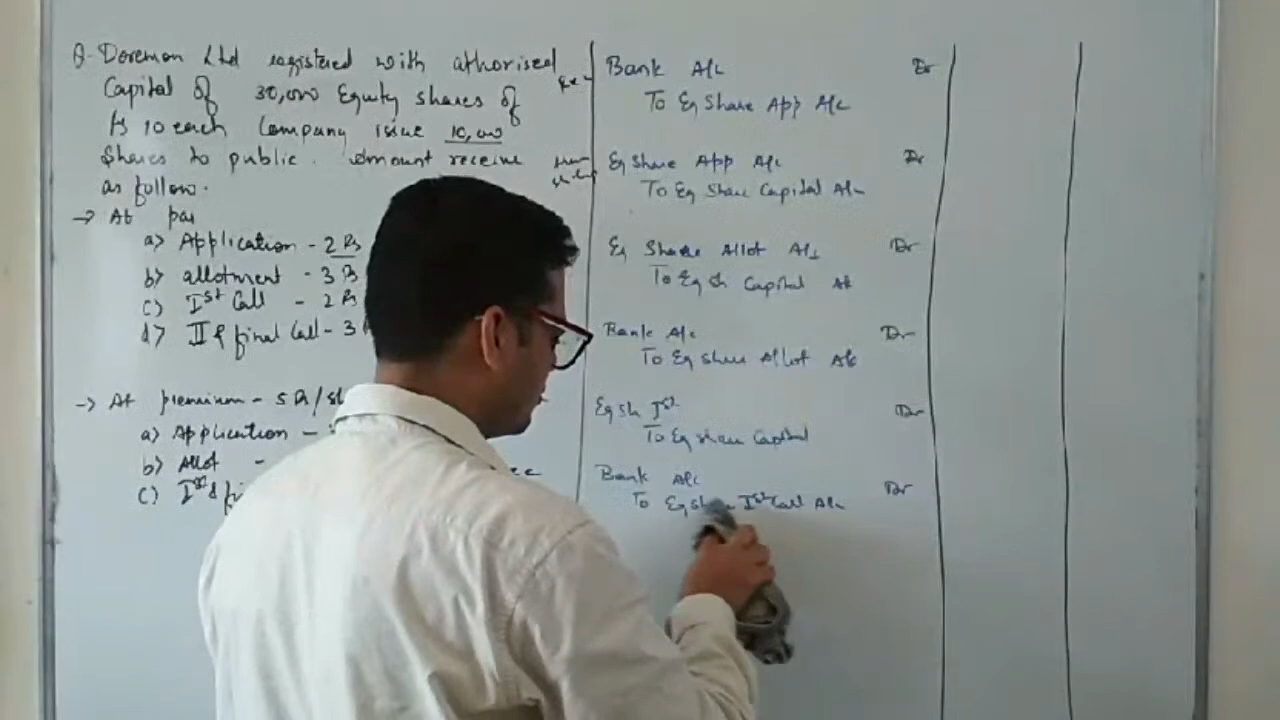 Q. Doremon Ltd registered with athorised
Capital of 30,000 Equity shares of
Rs 10 each Company issue 10,000
Shares to public. Amount receive
as follow.
→ At par
a) Application - 2 Rs
b) allotment - 3 Rs
c) Ist Call - 2 Rs
d) II & final Call - 3
→ At premium - 5 Rs/sh
a) Application -
b) Allot -
c) Ist &
Bank A/c Dr
To Eq Share App A/c
Eq Share App A/c Dr
To Eq Share Capital A/c
Eq Share Allot A/c Dr
To Eq Sh Capital A/c
Bank A/c Dr
To Eq Share Allot A/c
Eq Sh Ist Dr
To Eq Share Capital
Bank A/c Dr
To Eq Ist Call A/c